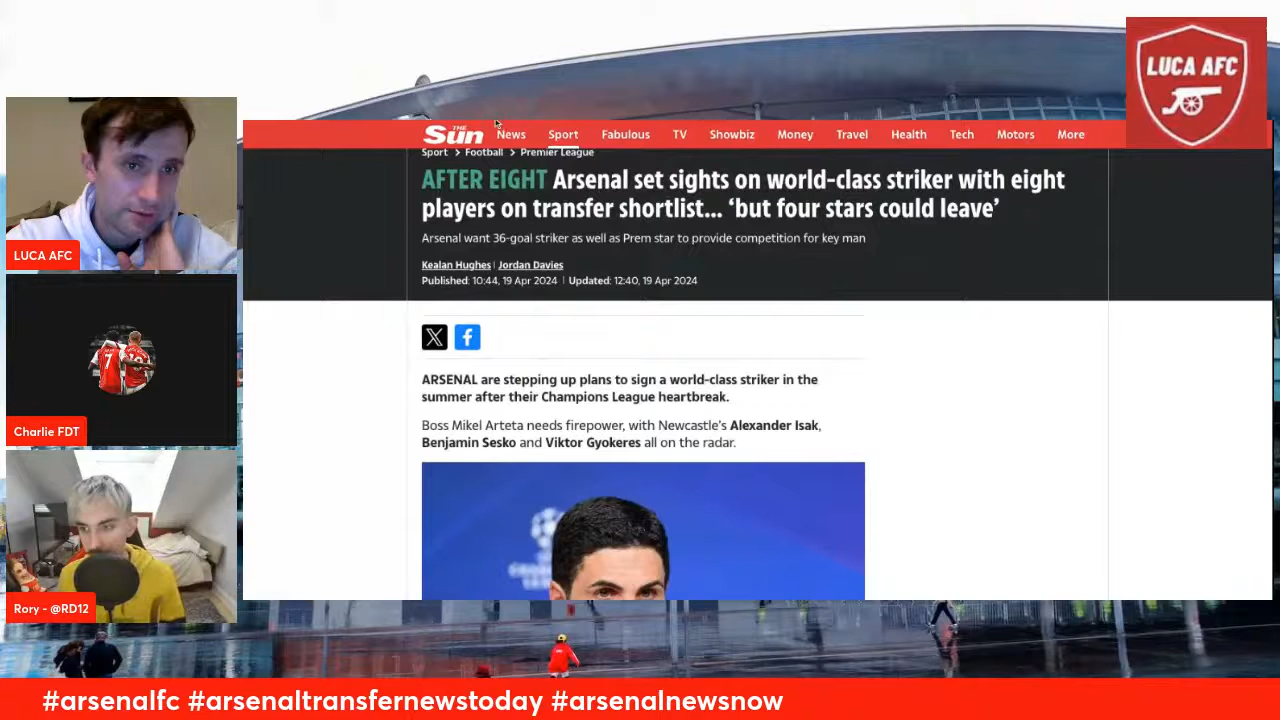 LUCA AFC
THE Sun News Sport Fabulous TV Showbiz Money Travel Health Tech Motors More
Sport > Football > Premier League
AFTER EIGHT Arsenal set sights on world-class striker with eight
players on transfer shortlist... ‘but four stars could leave’
Arsenal want 36-goal striker as well as Prem star to provide competition for key man
Kealan Hughes | Jordan Davies
Published: 10:44, 19 Apr 2024 | Updated: 12:40, 19 Apr 2024
ARSENAL are stepping up plans to sign a world-class striker in the
summer after their Champions League heartbreak.
Boss Mikel Arteta needs firepower, with Newcastle's Alexander Isak,
Benjamin Sesko and Viktor Gyokeres all on the radar.
LUCA AFC
7
Charlie FDT
Rory - @RD12
#arsenalfc #arsenaltransfernewstoday #arsenalnewsnow